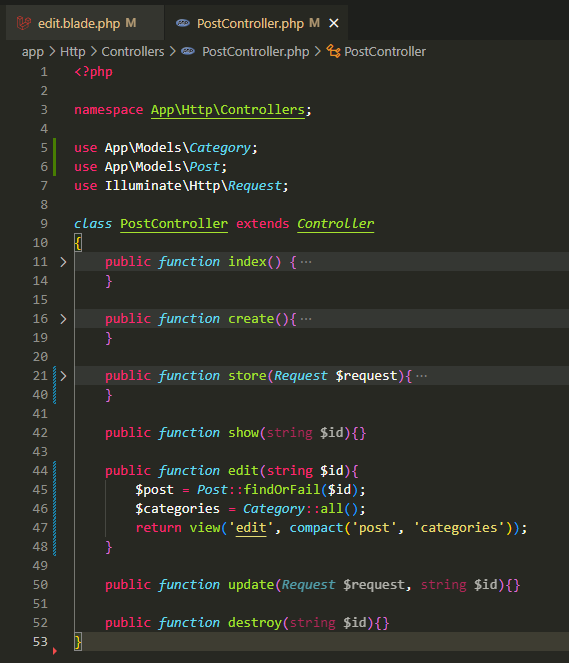 edit.blade.php M PostController.php M ×
app > Http > Controllers > PostController.php > PostController
1 <?php
2
3 namespace App\Http\Controllers;
4
5 use App\Models\Category;
6 use App\Models\Post;
7 use Illuminate\Http\Request;
8
9 class PostController extends Controller
10 {
11 > public function index() { ···
14 }
15
16 > public function create(){ ···
19 }
20
21 > public function store(Request $request){ ···
40 }
41
42 public function show(string $id){}
43
44 public function edit(string $id){
45 $post = Post::findOrFail($id);
46 $categories = Category::all();
47 return view('edit', compact('post', 'categories'));
48 }
49
50 public function update(Request $request, string $id){}
51
52 public function destroy(string $id){}
53 }